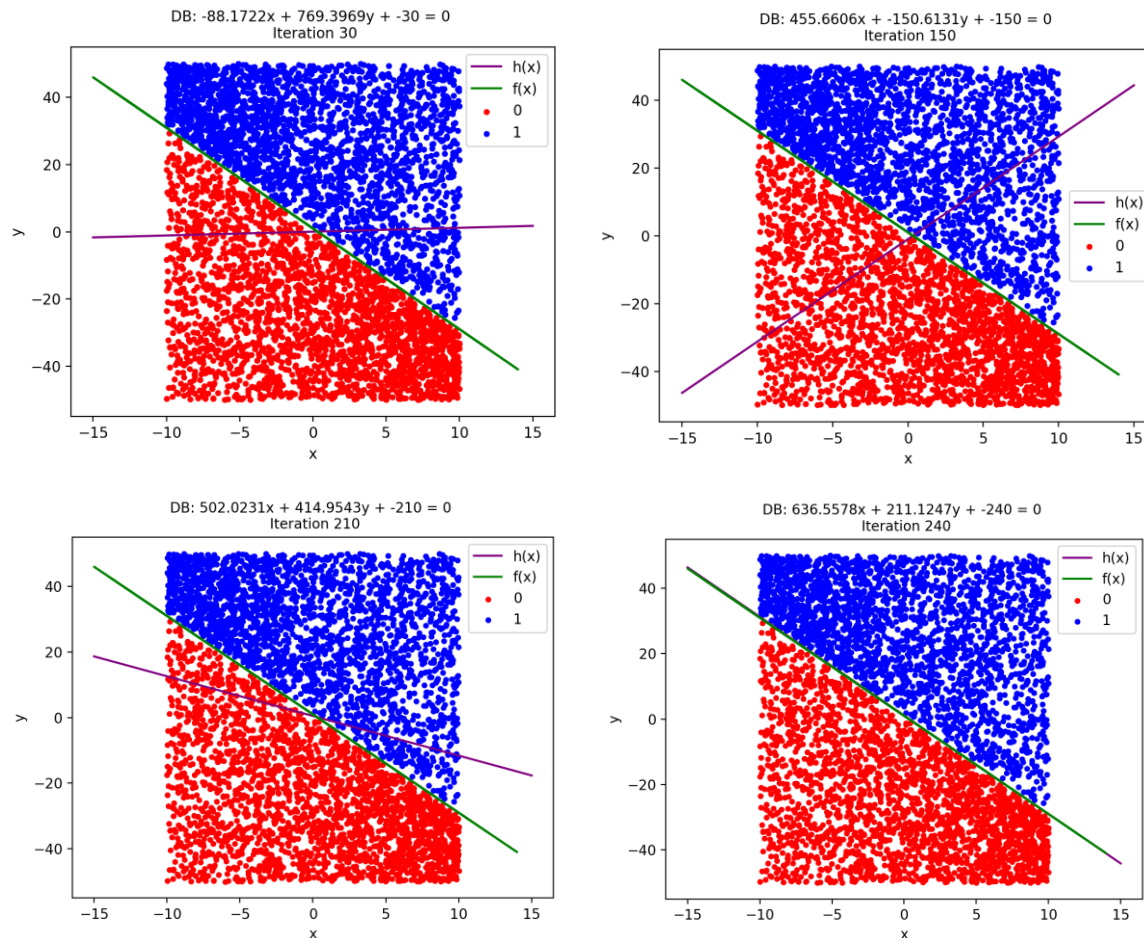 DB: -88.1722x + 769.3969y + -30 = 0
Iteration 30
h(x)
f(x)
0
1
40
20
0
−20
−40
y
−15
−10
−5
0
5
10
15
x
DB: 455.6606x + -150.6131y + -150 = 0
Iteration 150
40
20
0
−20
−40
y
h(x)
f(x)
0
1
−15
−10
−5
0
5
10
15
x
DB: 502.0231x + 414.9543y + -210 = 0
Iteration 210
h(x)
f(x)
0
1
40
20
0
−20
−40
y
−15
−10
−5
0
5
10
15
x
DB: 636.5578x + 211.1247y + -240 = 0
Iteration 240
h(x)
f(x)
0
1
40
20
0
−20
−40
y
−15
−10
−5
0
5
10
15
x